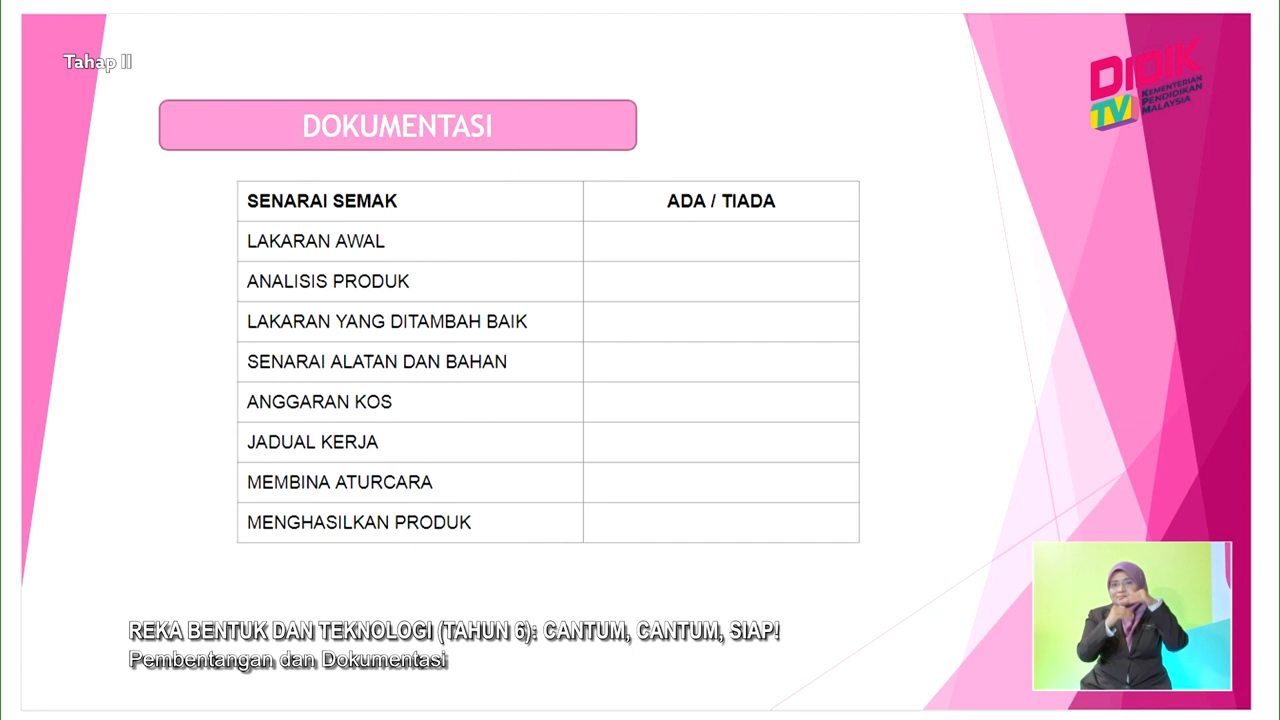 Tahap II
DIDIK
TV
KEMENTERIAN
PENDIDIKAN
MALAYSIA
DOKUMENTASI
SENARAI SEMAK
ADA / TIADA
LAKARAN AWAL
ANALISIS PRODUK
LAKARAN YANG DITAMBAH BAIK
SENARAI ALATAN DAN BAHAN
ANGGARAN KOS
JADUAL KERJA
MEMBINA ATURCARA
MENGHASILKAN PRODUK
REKA BENTUK DAN TEKNOLOGI (TAHUN 6): CANTUM, CANTUM, SIAP!
Pembentangan dan Dokumentasi